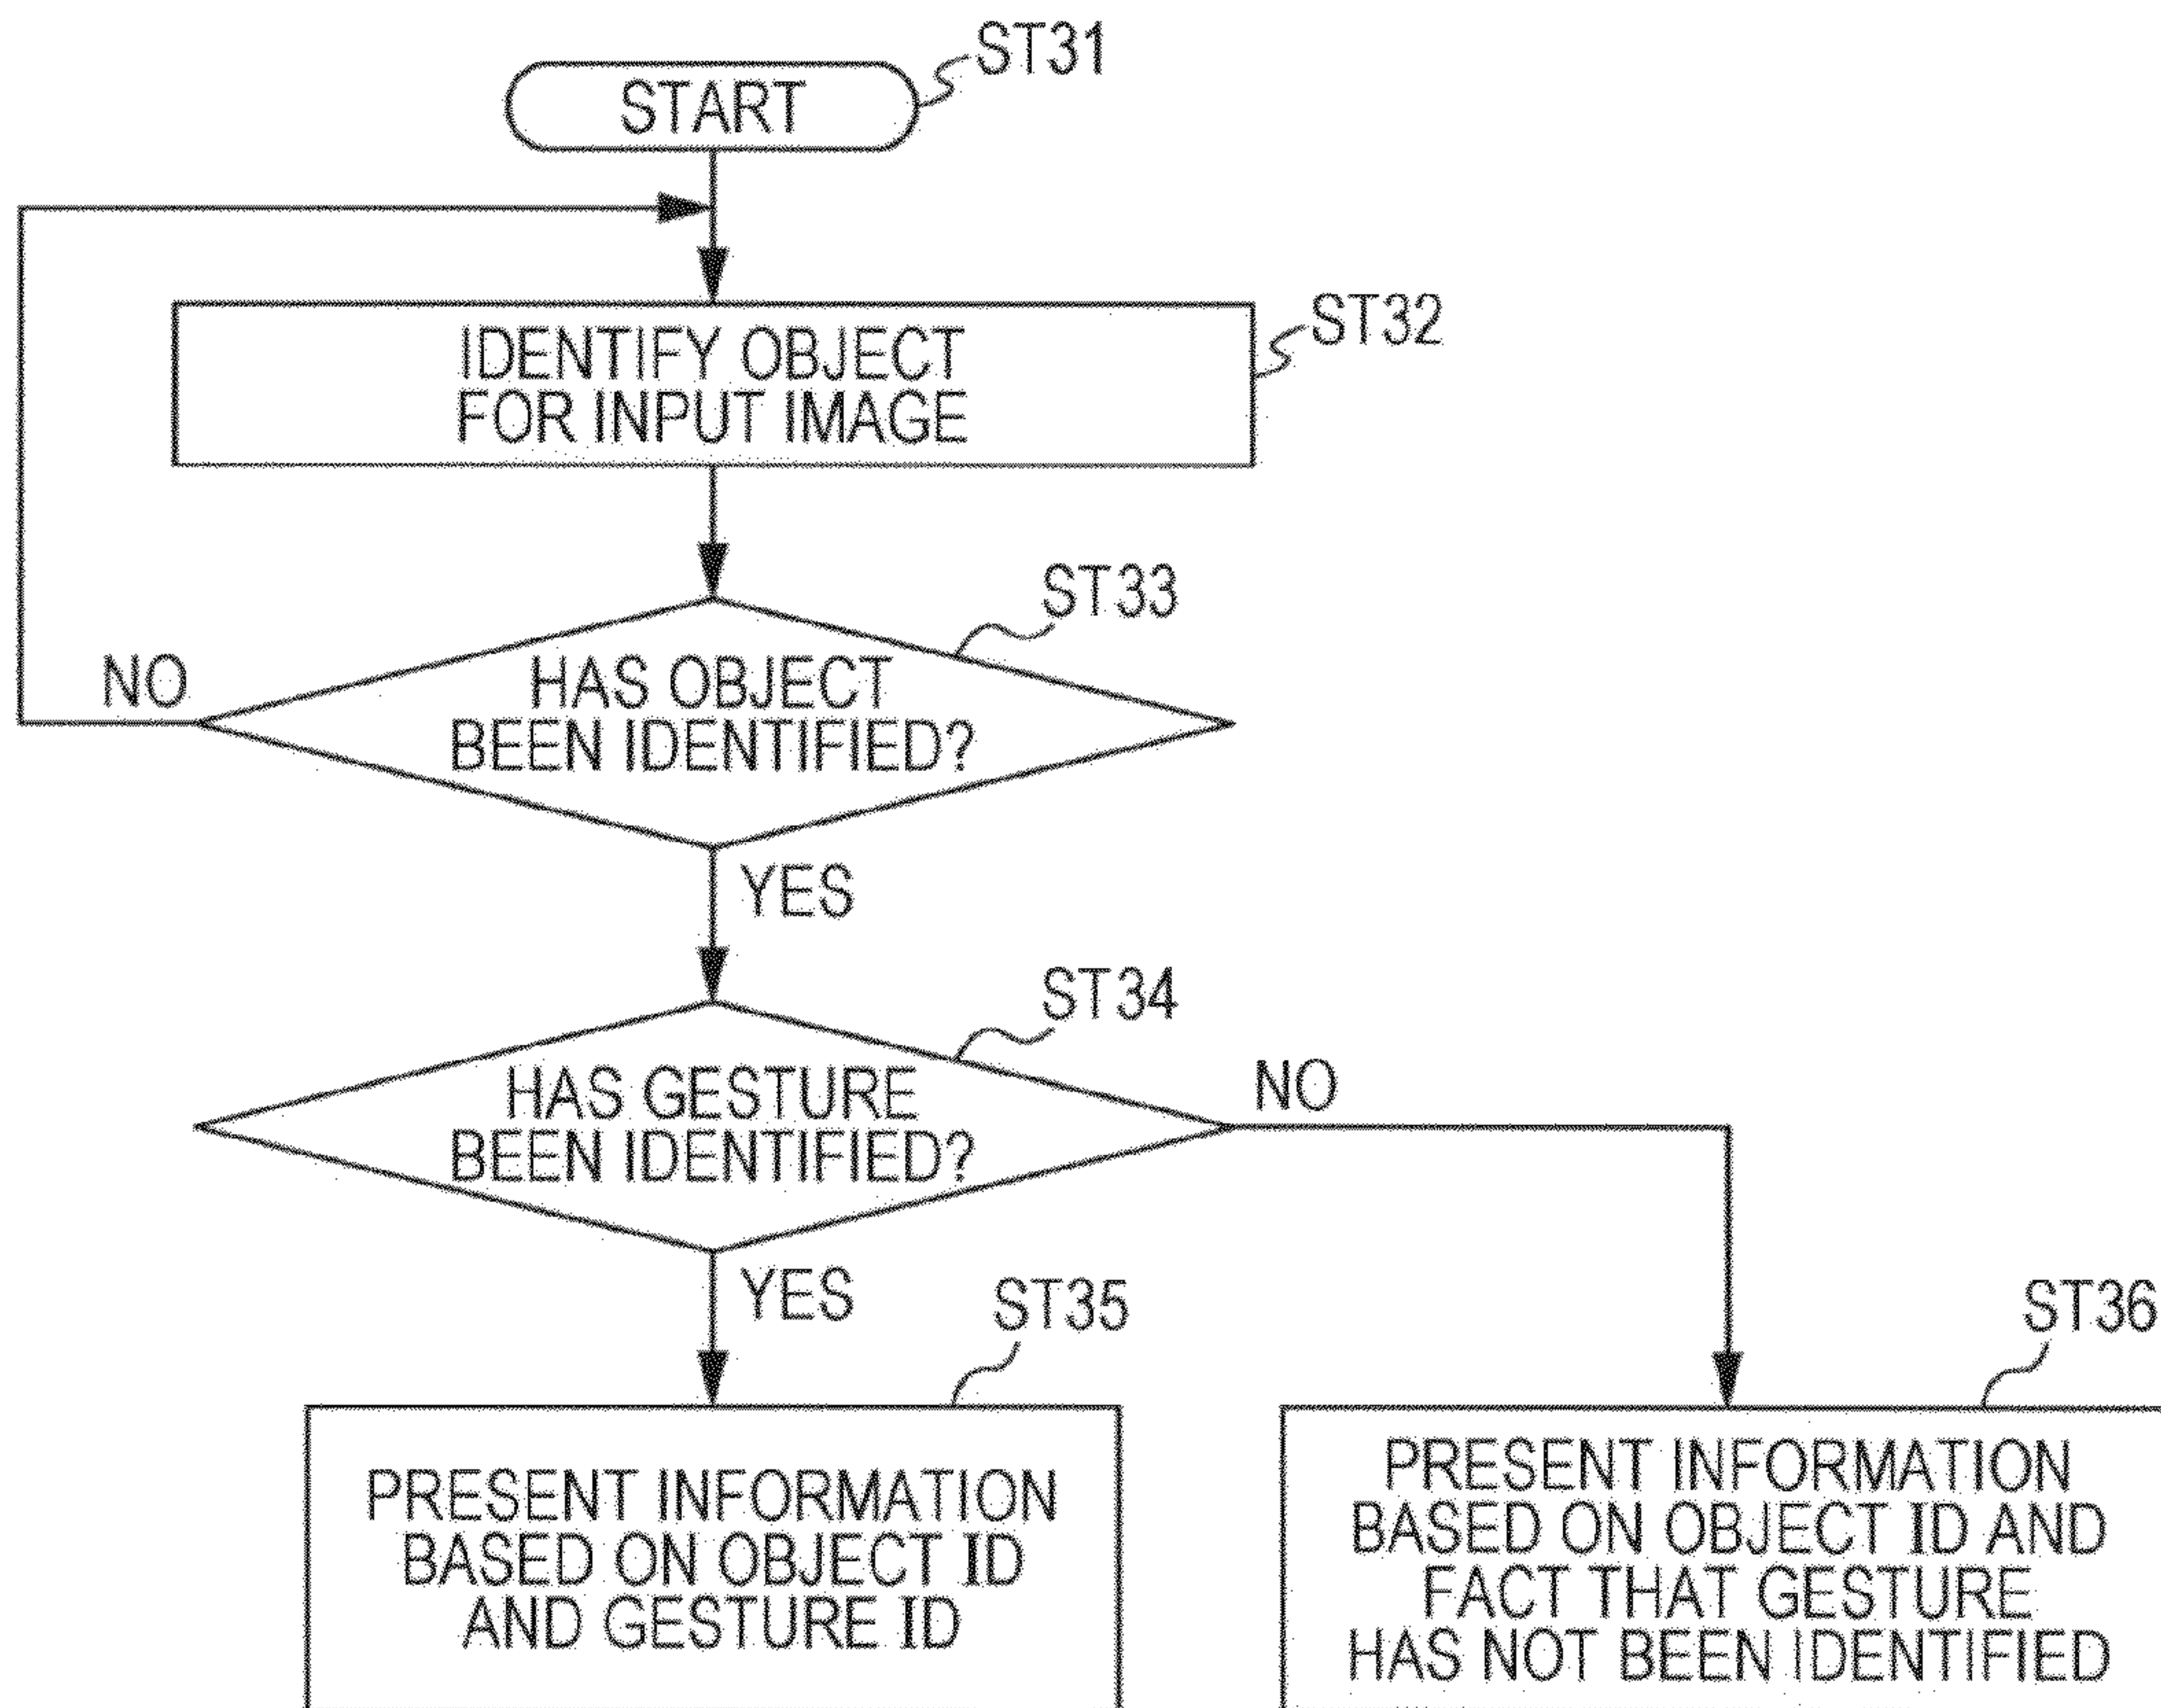 START
ST31
IDENTIFY OBJECT
FOR INPUT IMAGE
ST32
HAS OBJECT
BEEN IDENTIFIED?
ST33
NO
YES
HAS GESTURE
BEEN IDENTIFIED?
ST34
NO
YES
PRESENT INFORMATION
BASED ON OBJECT ID
AND GESTURE ID
ST35
PRESENT INFORMATION
BASED ON OBJECT ID AND
FACT THAT GESTURE
HAS NOT BEEN IDENTIFIED
ST36